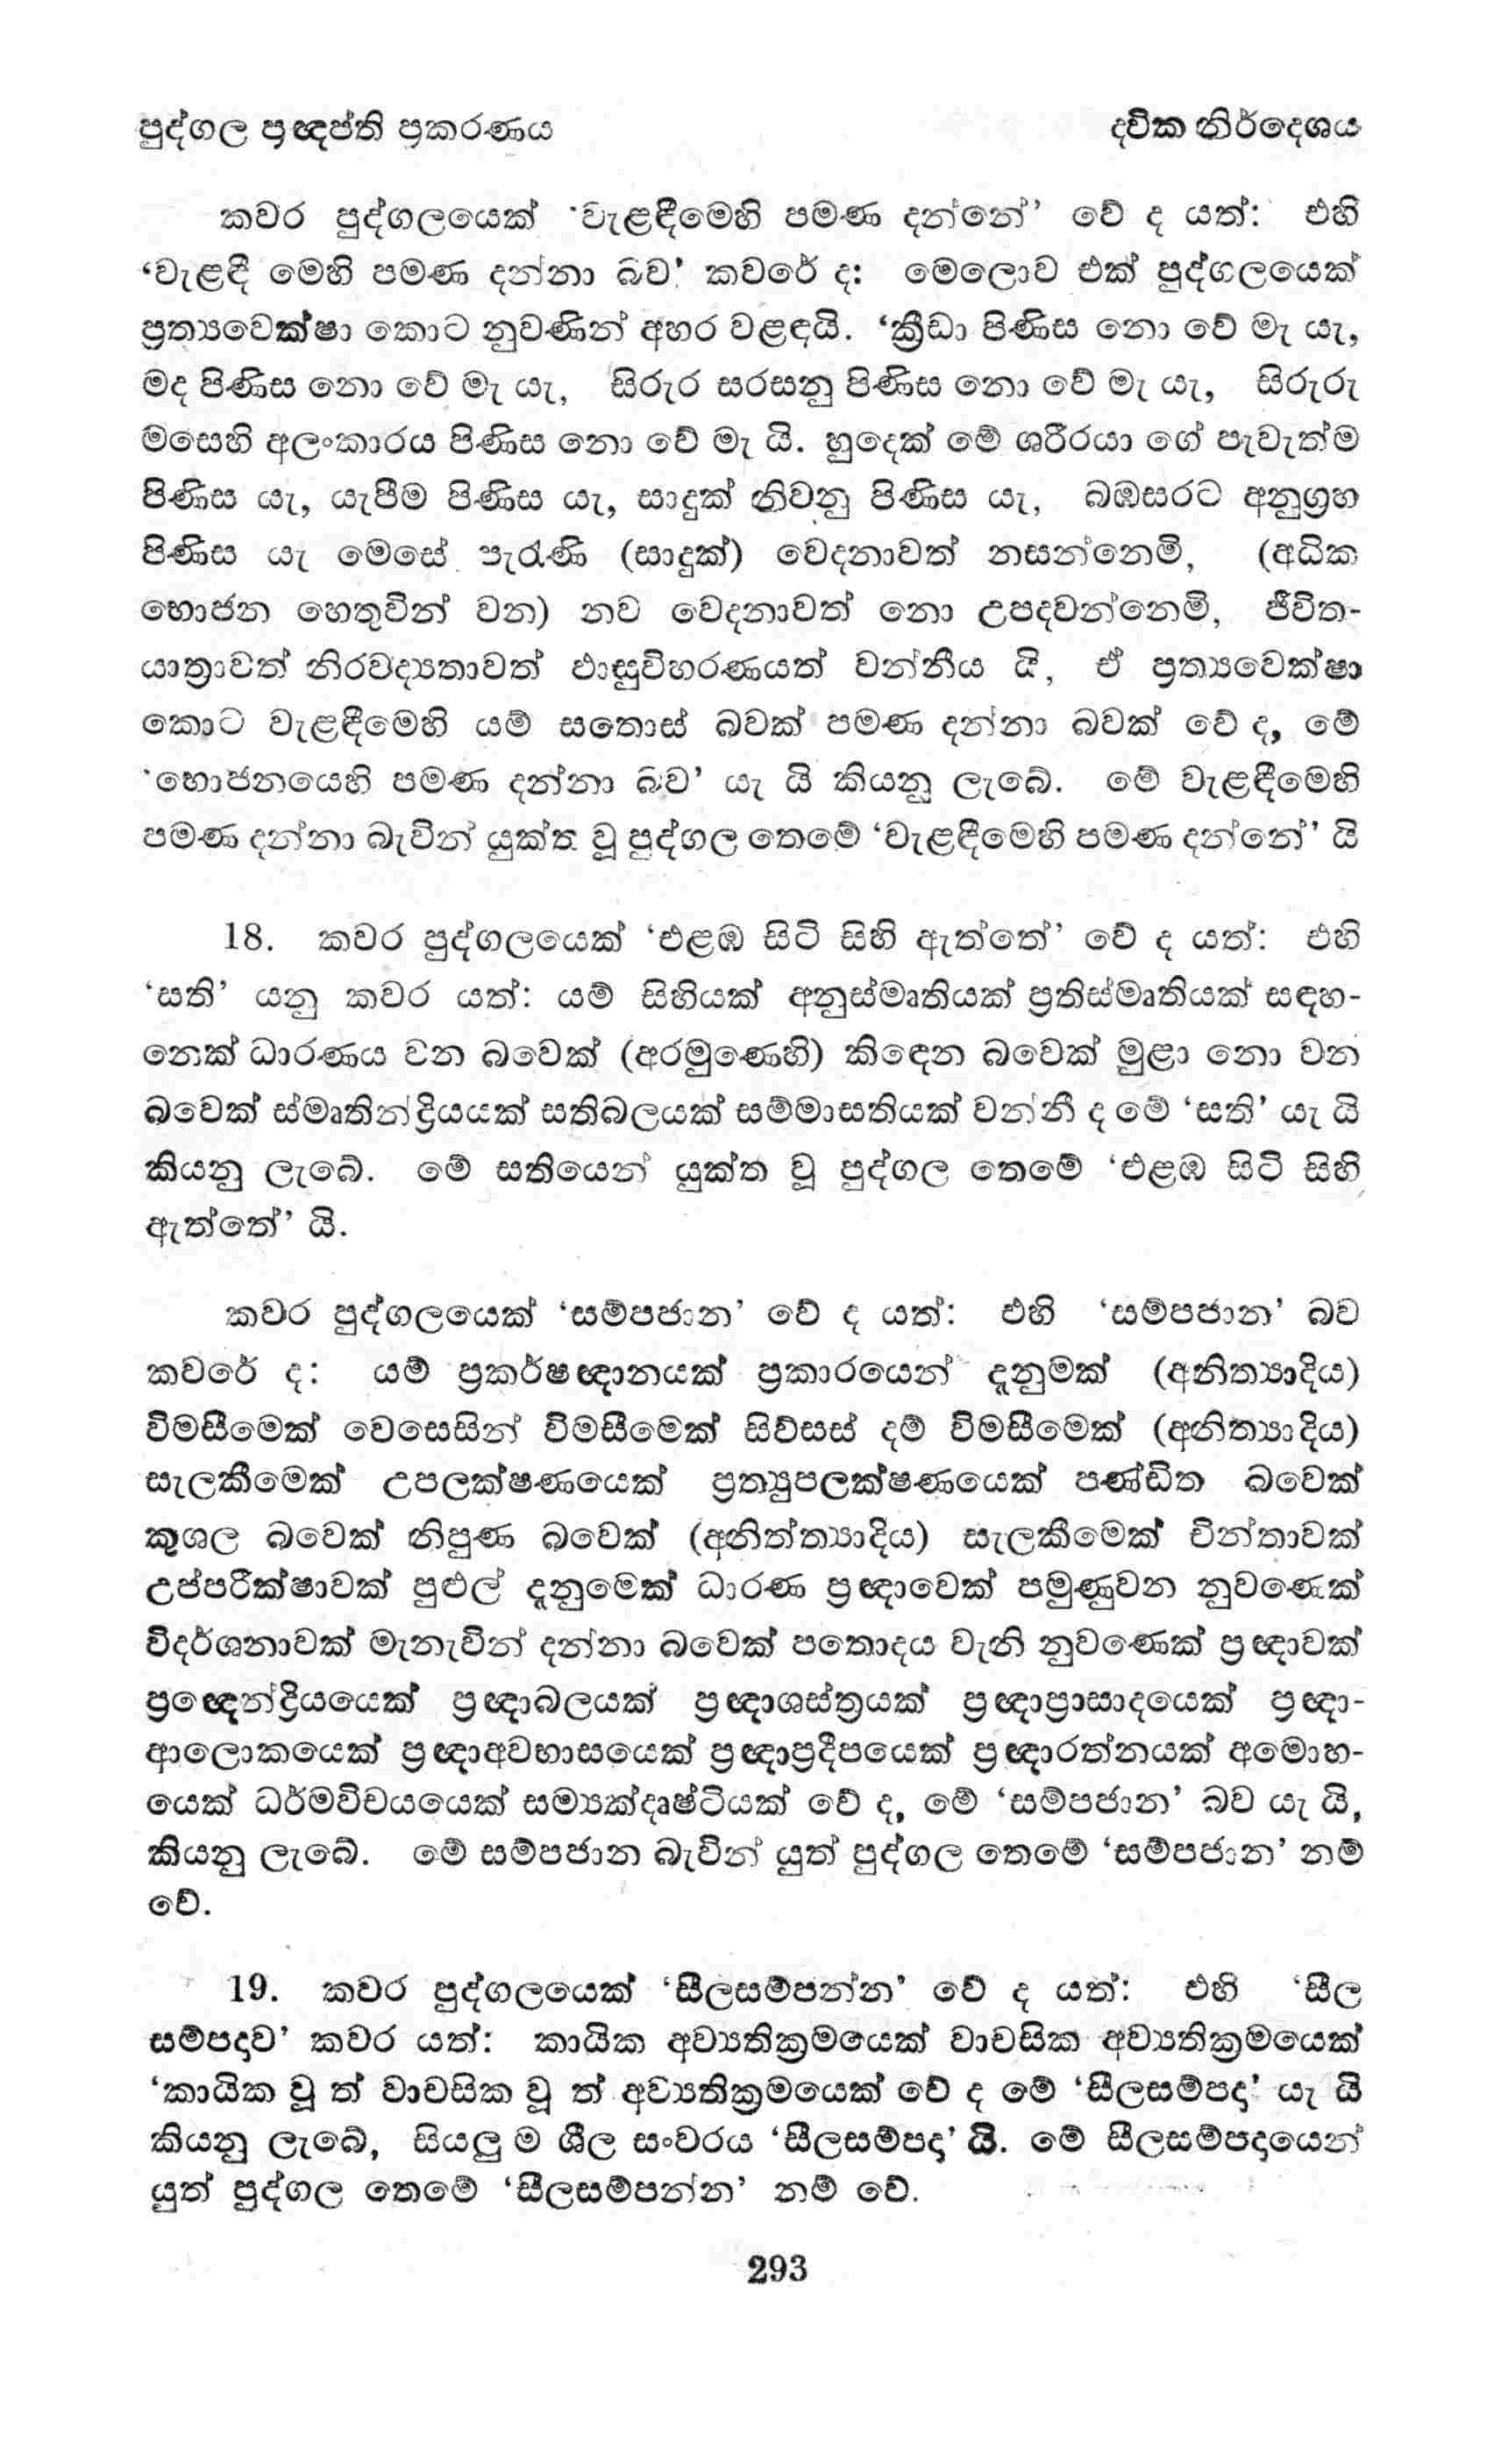 පුද්ගල ප්‍රඥප්ති ප්‍රකරණය ද්වික නිර්දෙශය
කවර පුද්ගලයෙක් ‘වැළඳීමෙහි පමණ දන්නේ’ වේ ද යත්: එහි
‘වැළඳී මෙහි පමණ දන්නා බව’ කවරේ ද: මෙලොව එක් පුද්ගලයෙක්
ප්‍රත්‍යවෙක්ෂා කොට නුවණින් අහර වළඳයි. ‘ක්‍රීඩා පිණිස නො වේ මැ යැ,
මද පිණිස නො වේ මැ යැ, සිරුර සරසනු පිණිස නො වේ මැ යැ, සිරුරු
මසෙහි අලංකාරය පිණිස නො වේ මැ යි. හුදෙක් මේ ශරීරයා ගේ පැවැත්ම
පිණිස යැ, යැපීම පිණිස යැ, සාදුක් නිවනු පිණිස යැ, බඹසරට අනුග්‍රහ
පිණිස යැ මෙසේ පැරැණි (සාදුක්) වෙදනාවත් නසන්නෙමි, (අධික
භොජන හෙතුවින් වන) නව වෙදනාවත් නො උපදවන්නෙමි, ජීවිත-
යාත්‍රාවත් නිරවද්‍යතාවත් ඵාසුවිහරණයත් වන්නීය යි, ඒ ප්‍රත්‍යවෙක්ෂා
කොට වැළඳීමෙහි යම් සතොස් බවක් පමණ දන්නා බවක් වේ ද, මේ
‘භොජනයෙහි පමණ දන්නා බව’ යැ යි කියනු ලැබේ. මේ වැළඳීමෙහි
පමණ දන්නා බැවින් යුක්ත වූ පුද්ගල තෙමේ ‘වැළඳීමෙහි පමණ දන්නේ’ යි
18. කවර පුද්ගලයෙක් ‘එළඹ සිටි සිහි ඇත්තේ’ වේ ද යත්: එහි
‘සති’ යනු කවර යත්: යම් සිහියක් අනුස්මෘතියක් ප්‍රතිස්මෘතියක් සඳහ-
නෙක් ධාරණය වන බවෙක් (අරමුණෙහි) කිඳෙන බවෙක් මුළා නො වන
බවෙක් ස්මෘතින්ද්‍රියයක් සතිබලයක් සම්මාසතියක් වන්නී ද මේ ‘සති’ යැ යි
කියනු ලැබේ. මේ සතියෙන් යුක්ත වූ පුද්ගල තෙමේ ‘එළඹ සිටි සිහි
ඇත්තේ’ යි.
කවර පුද්ගලයෙක් ‘සම්පජාන’ වේ ද යත්: එහි ‘සම්පජාන’ බව
කවරේ ද: යම් ප්‍රකර්ෂඥානයක් ප්‍රකාරයෙන් දැනුමක් (අනිත්‍යාදිය)
විමසීමෙක් වෙසෙසින් විමසීමෙක් සිව්සස් දම් විමසීමෙක් (අනිත්‍යාදිය)
සැලකීමෙක් උපලක්ෂණයෙක් ප්‍රත්‍යුපලක්ෂණයෙක් පණ්ඩිත බවෙක්
කුශල බවෙක් නිපුණ බවෙක් (අනිත්ත්‍යාදිය) සැලකීමෙක් චින්තාවක්
උප්පරීක්ෂාවක් පුළුල් දැනුමෙක් ධාරණ ප්‍රඥාවෙක් පමුණුවන නුවණෙක්
විදර්ශනාවක් මැනැවින් දන්නා බවෙක් පතොදය වැනි නුවණෙක් ප්‍රඥාවක්
ප්‍රඥෙන්ද්‍රියයෙක් ප්‍රඥාබලයක් ප්‍රඥාශස්ත්‍රයක් ප්‍රඥාප්‍රාසාදයෙක් ප්‍රඥා-
ආලොකයෙක් ප්‍රඥාඅවභාසයෙක් ප්‍රඥාප්‍රදීපයෙක් ප්‍රඥාරත්නයක් අමොහ-
යෙක් ධර්මවිචයයෙක් සම්‍යක්දෘෂ්ටියක් වේ ද, මේ ‘සම්පජාන’ බව යැ යි,
කියනු ලැබේ. මේ සම්පජාන බැවින් යුත් පුද්ගල තෙමේ ‘සම්පජාන’ නම්
වේ.
19. කවර පුද්ගලයෙක් ‘සීලසම්පන්න’ වේ ද යත්: එහි ‘සීල
සම්පදාව’ කවර යත්: කායික අව්‍යතික්‍රමයෙක් වාචසික අව්‍යතික්‍රමයෙක්
‘කායික වූ ත් වාචසික වූ ත් අව්‍යතික්‍රමයෙක් වේ ද මේ ‘සීලසම්පදා’ යැ යි
කියනු ලැබේ, සියලු ම ශීල සංවරය ‘සීලසම්පදා’ යි. මේ සීලසම්පදායෙන්
යුත් පුද්ගල තෙමේ ‘සීලසම්පන්න’ නම් වේ.
293